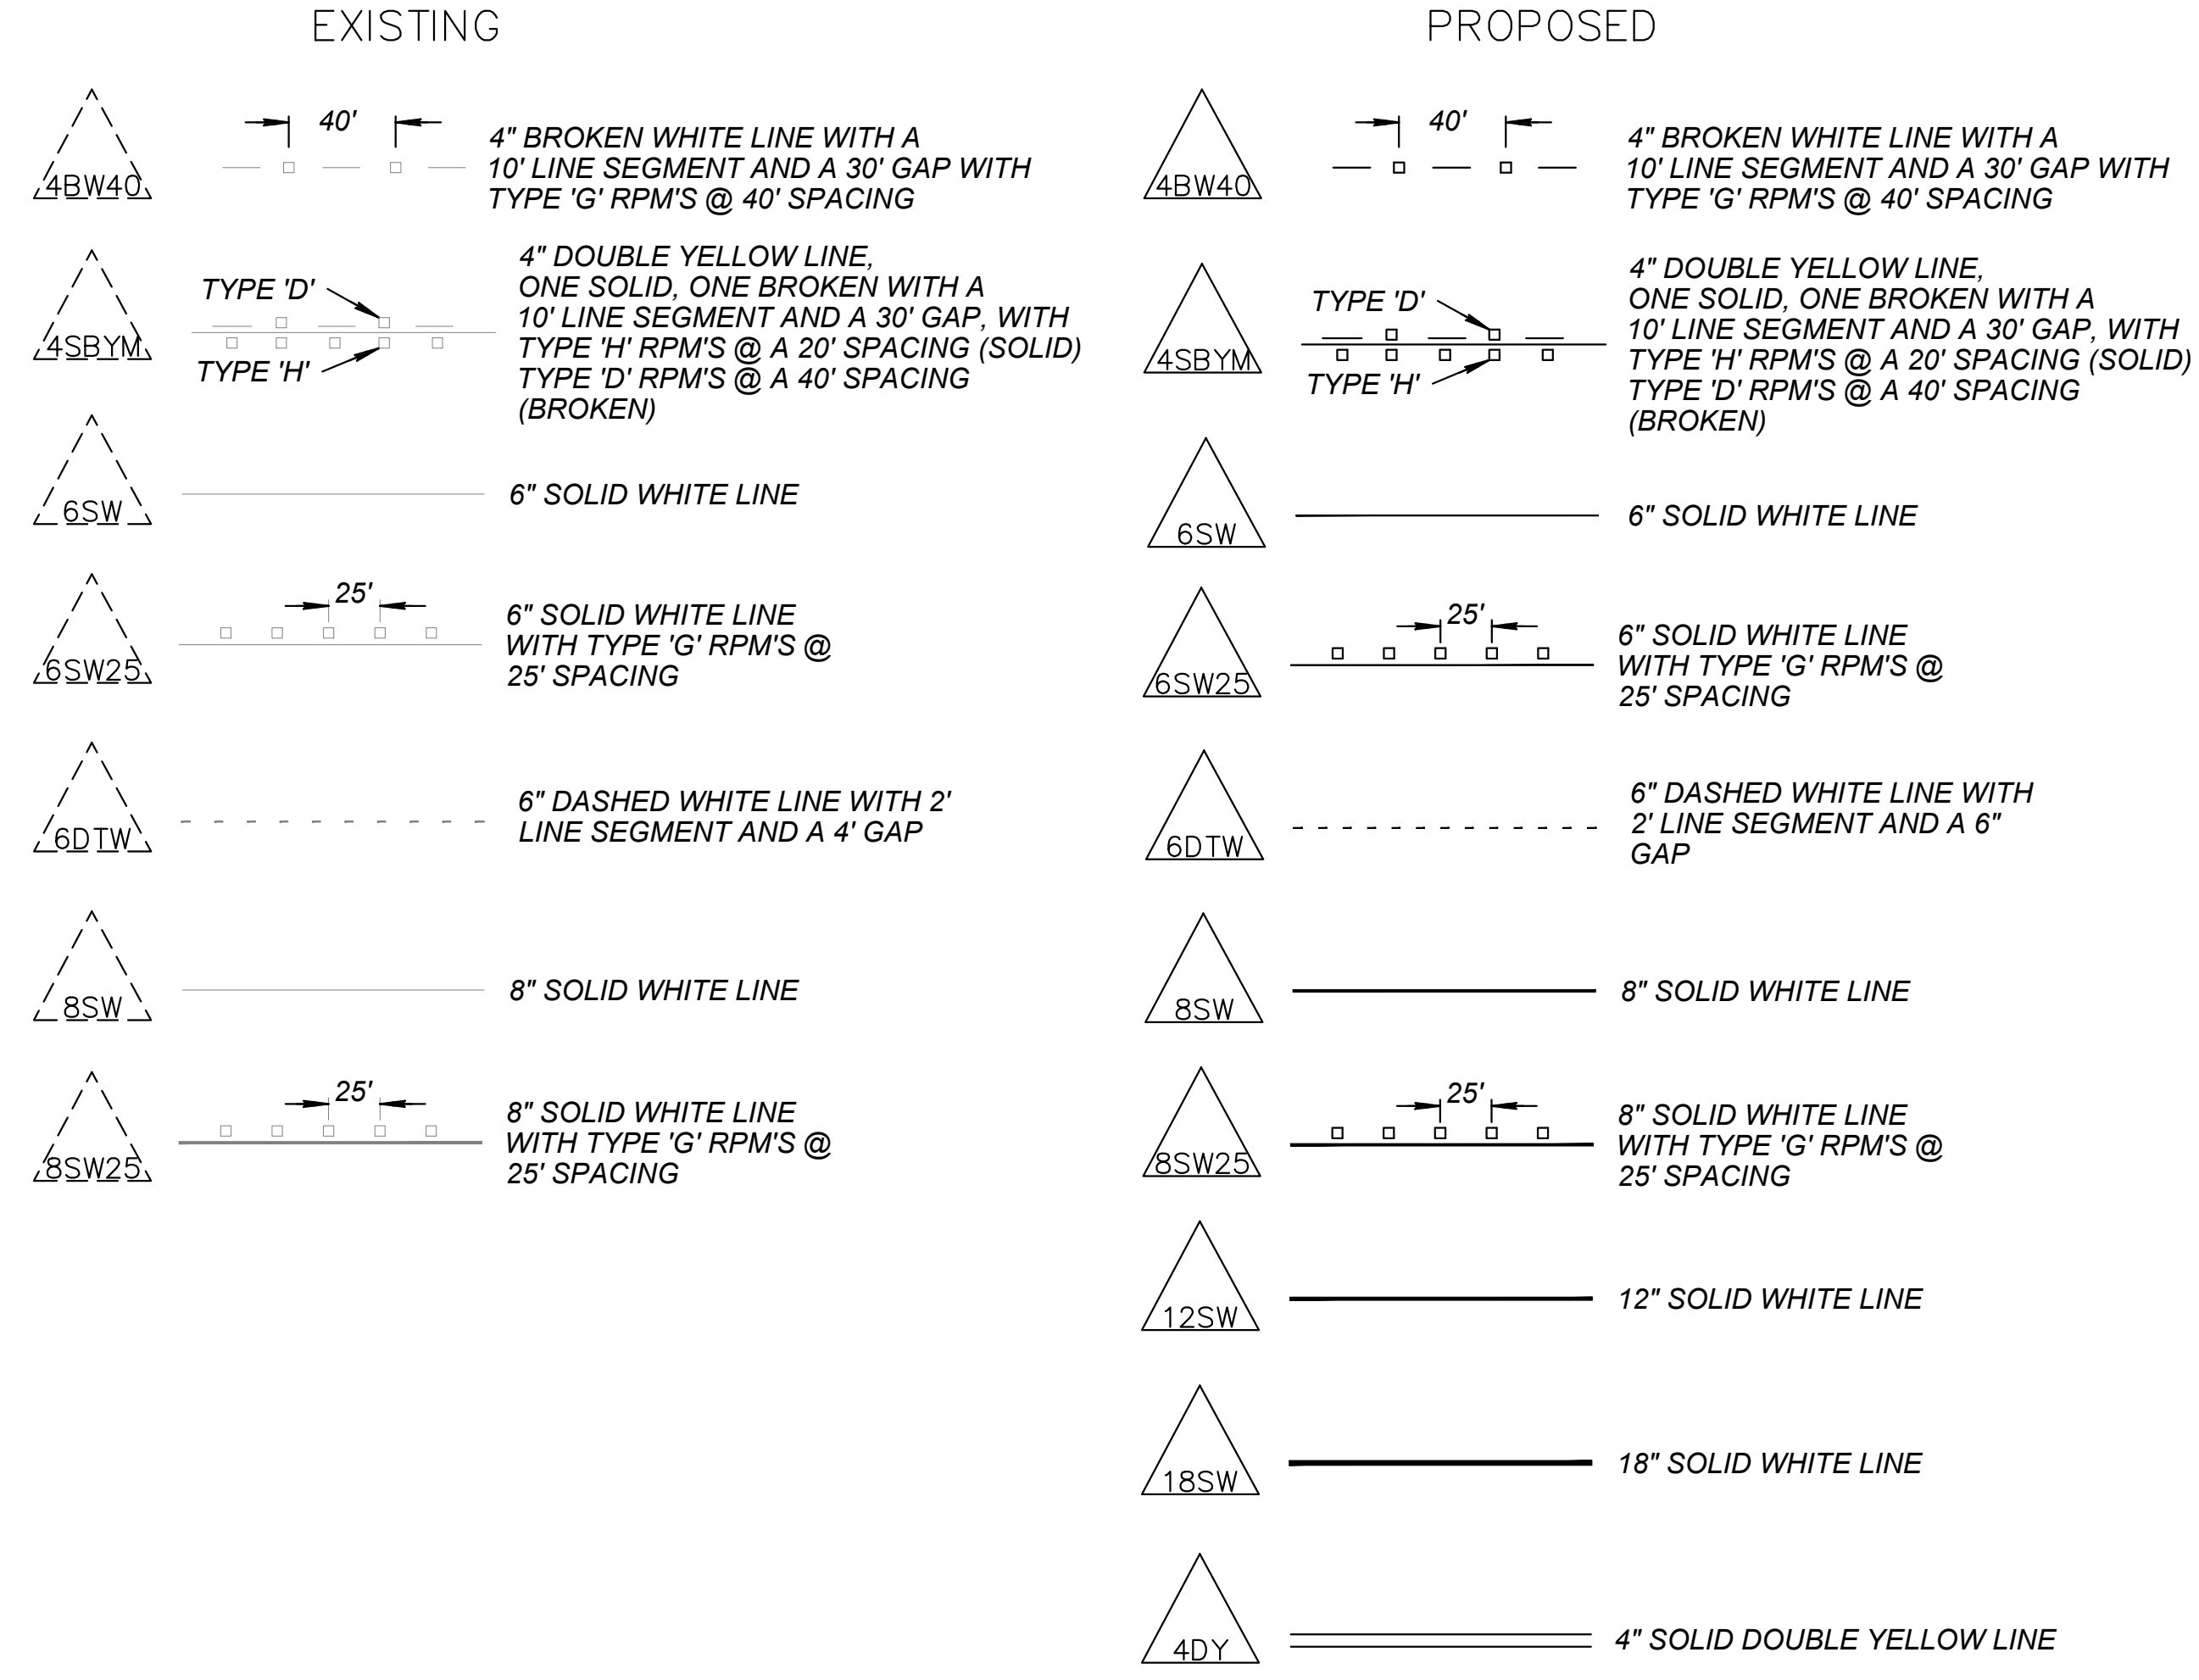 EXISTING
4BW40
40'
4" BROKEN WHITE LINE WITH A
10' LINE SEGMENT AND A 30' GAP WITH
TYPE 'G' RPM'S @ 40' SPACING
4SBYM
TYPE 'D'
TYPE 'H'
4" DOUBLE YELLOW LINE,
ONE SOLID, ONE BROKEN WITH A
10' LINE SEGMENT AND A 30' GAP, WITH
TYPE 'H' RPM'S @ A 20' SPACING (SOLID)
TYPE 'D' RPM'S @ A 40' SPACING
(BROKEN)
6SW
6" SOLID WHITE LINE
6SW25
25'
6" SOLID WHITE LINE
WITH TYPE 'G' RPM'S @
25' SPACING
6DTW
6" DASHED WHITE LINE WITH 2'
LINE SEGMENT AND A 4' GAP
8SW
8" SOLID WHITE LINE
8SW25
25'
8" SOLID WHITE LINE
WITH TYPE 'G' RPM'S @
25' SPACING
PROPOSED
4BW40
40'
4" BROKEN WHITE LINE WITH A
10' LINE SEGMENT AND A 30' GAP WITH
TYPE 'G' RPM'S @ 40' SPACING
4SBYM
TYPE 'D'
TYPE 'H'
4" DOUBLE YELLOW LINE,
ONE SOLID, ONE BROKEN WITH A
10' LINE SEGMENT AND A 30' GAP, WITH
TYPE 'H' RPM'S @ A 20' SPACING (SOLID)
TYPE 'D' RPM'S @ A 40' SPACING
(BROKEN)
6SW
6" SOLID WHITE LINE
6SW25
25'
6" SOLID WHITE LINE
WITH TYPE 'G' RPM'S @
25' SPACING
6DTW
6" DASHED WHITE LINE WITH
2' LINE SEGMENT AND A 6"
GAP
8SW
8" SOLID WHITE LINE
8SW25
25'
8" SOLID WHITE LINE
WITH TYPE 'G' RPM'S @
25' SPACING
12SW
12" SOLID WHITE LINE
18SW
18" SOLID WHITE LINE
4DY
4" SOLID DOUBLE YELLOW LINE